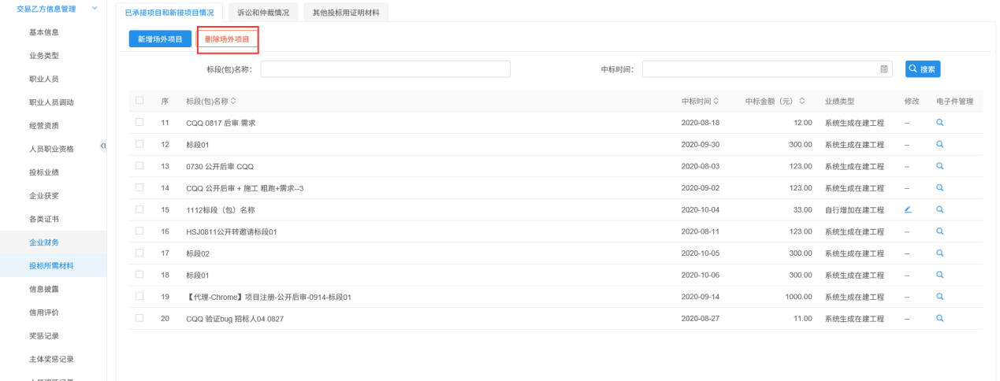 交易乙方信息管理
基本信息
业务类型
职业人员
职业人员调动
经营资质
人员职业资格
投标业绩
企业获奖
各类证书
企业财务
投标所需材料
信息披露
信用评价
奖惩记录
主体奖惩记录
已承接项目和新接项目情况 诉讼和仲裁情况 其他投标用证明材料
新增场外项目 删除场外项目
标段(包)名称: 中标时间: 搜索
序 标段(包)名称 中标时间 中标金额（元） 业绩类型 修改 电子件管理
11 CQQ 0817 后审 需求 2020-08-18 12.00 系统生成在建工程 --
12 标段01 2020-09-30 300.00 系统生成在建工程 --
13 0730 公开后审 CQQ 2020-08-03 123.00 系统生成在建工程 --
14 CQQ 公开后审 + 施工 粗跑+需求--3 2020-09-02 123.00 系统生成在建工程 --
15 1112标段（包）名称 2020-10-04 33.00 自行增加在建工程
16 HSJ0811公开转邀请标段01 2020-08-11 123.00 系统生成在建工程 --
17 标段02 2020-10-05 300.00 系统生成在建工程 --
18 标段01 2020-10-06 300.00 系统生成在建工程 --
19 【代理-Chrome】项目注册-公开后审-0914-标段01 2020-09-14 1000.00 系统生成在建工程 --
20 CQQ 验证bug 招标人04 0827 2020-08-27 11.00 系统生成在建工程 --